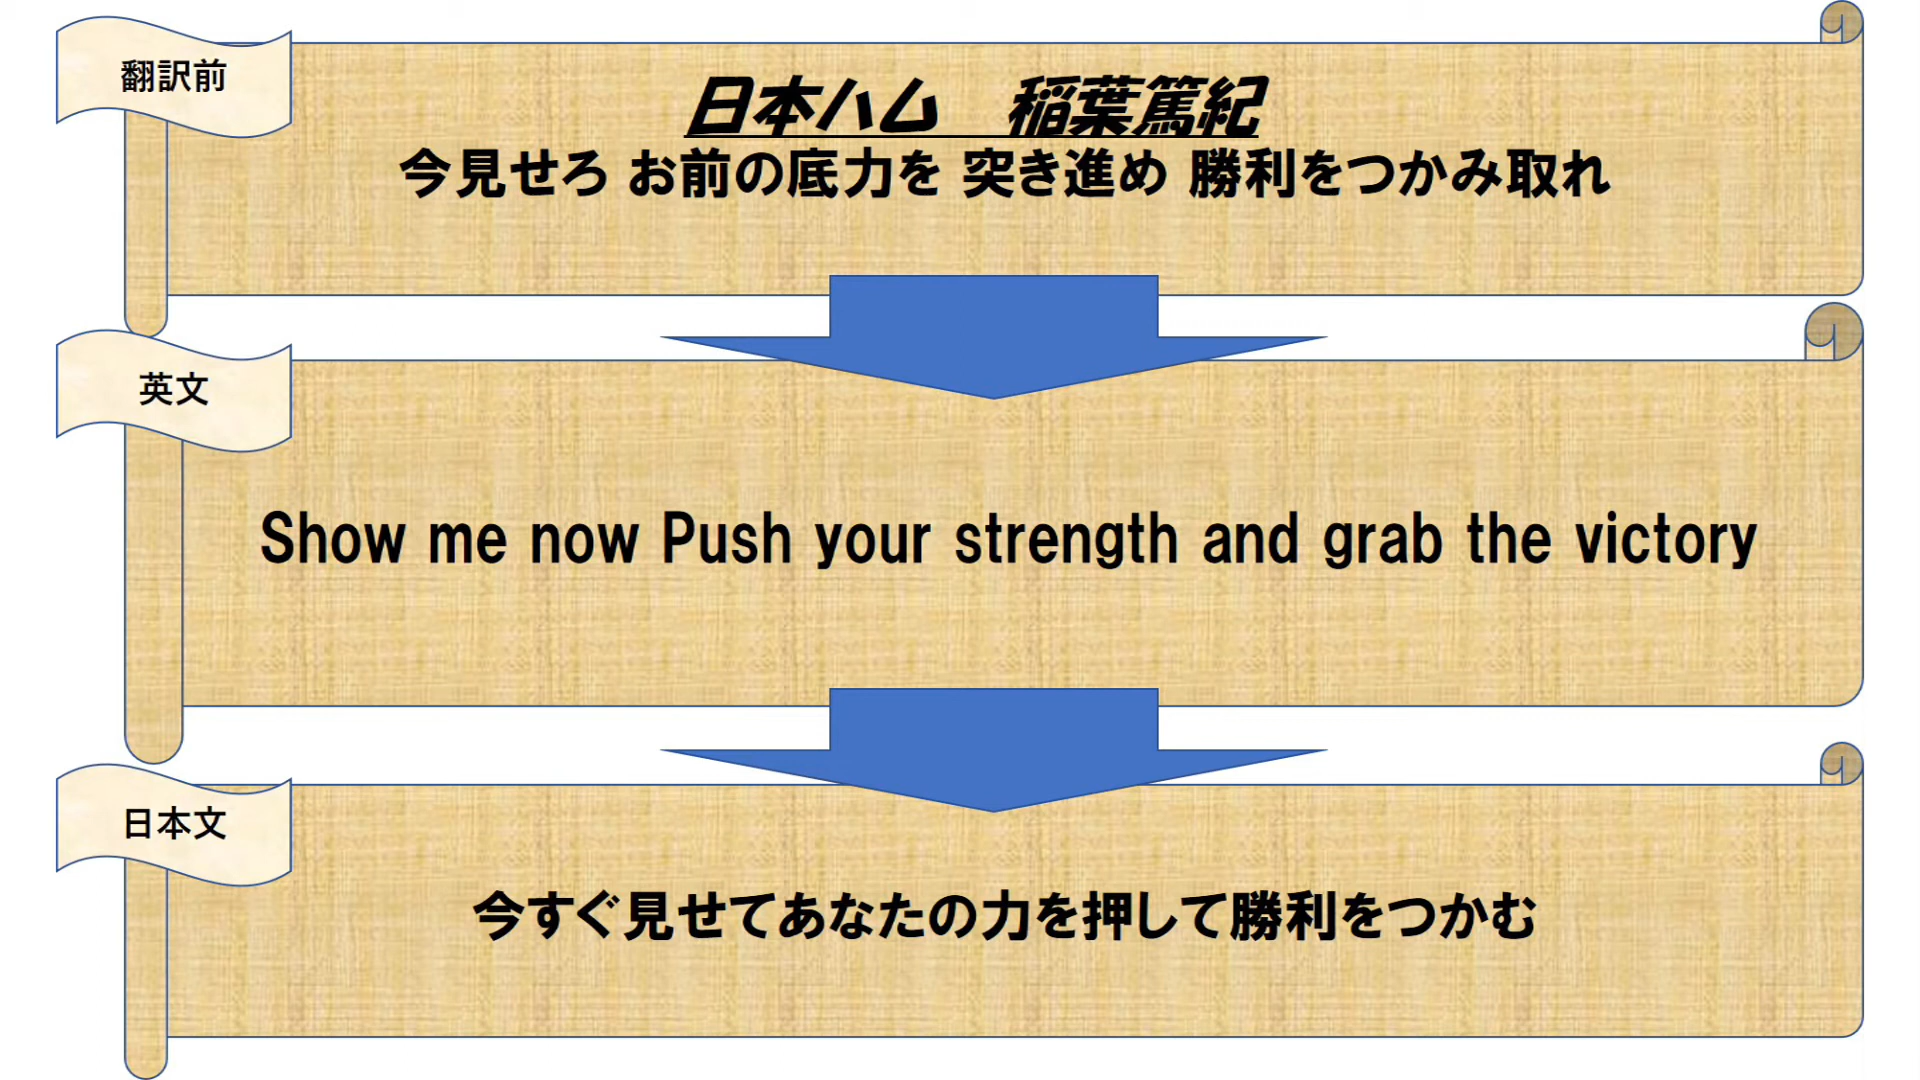 翻訳前
日本ハム　稲葉篤紀
今見せろ お前の底力を 突き進め 勝利をつかみ取れ
英文
Show me now Push your strength and grab the victory
日本文
今すぐ見せてあなたの力を押して勝利をつかむ